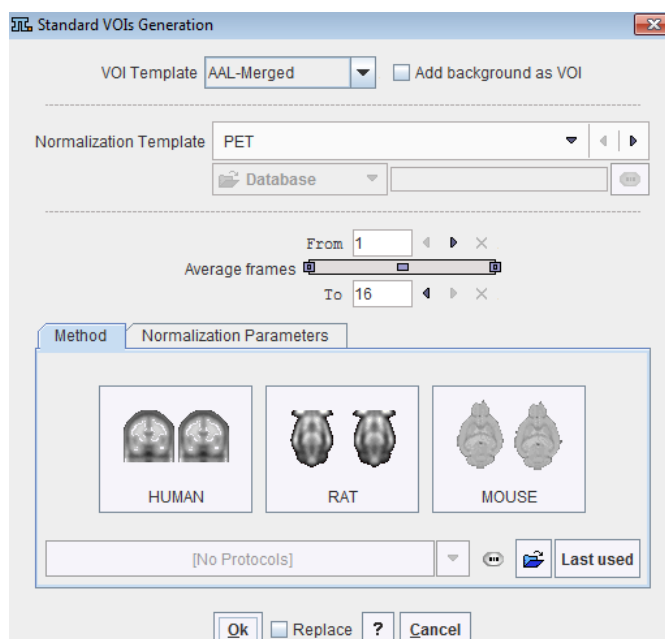 Standard VOIs Generation
VOI Template AAL-Merged Add background as VOI
Normalization Template PET
Database
From 1
Average frames
To 16
Method Normalization Parameters
HUMAN RAT MOUSE
[No Protocols] Last used
Ok Replace ? Cancel